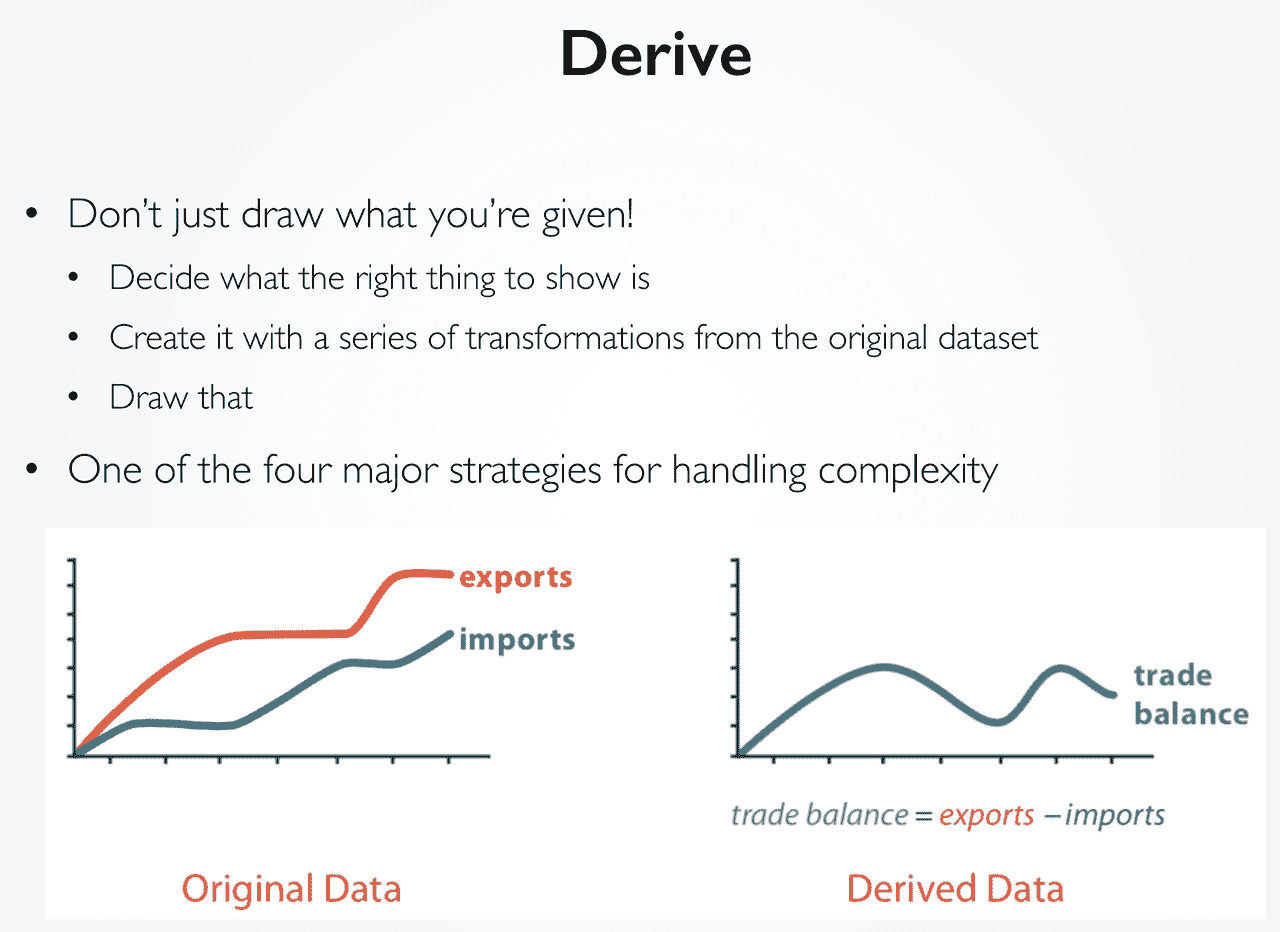 Derive
• Don’t just draw what you’re given!
• Decide what the right thing to show is
• Create it with a series of transformations from the original dataset
• Draw that
• One of the four major strategies for handling complexity
exports
imports
Original Data
trade
balance
trade balance = exports – imports
Derived Data